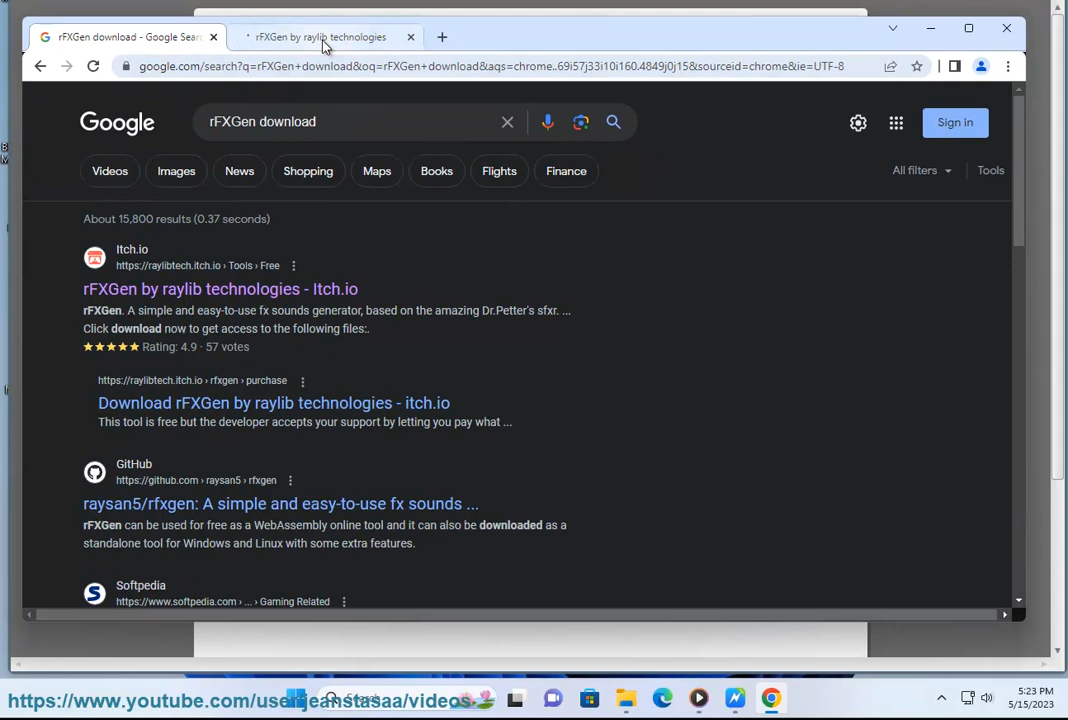 rFXGen download - Google Sear
rFXGen by raylib technologies
google.com/search?q=rFXGen+download&oq=rFXGen+download&aqs=chrome..69i57j33i10i160.4849j0j15&sourceid=chrome&ie=UTF-8
Google
rFXGen download
Sign in
Videos
Images
News
Shopping
Maps
Books
Flights
Finance
All filters
Tools
About 15,800 results (0.37 seconds)
Itch.io
https://raylibtech.itch.io › Tools › Free
rFXGen by raylib technologies - Itch.io
rFXGen. A simple and easy-to-use fx sounds generator, based on the amazing Dr.Petter's sfxr. ...
Click download now to get access to the following files:.
Rating: 4.9 · 57 votes
https://raylibtech.itch.io › rfxgen › purchase
Download rFXGen by raylib technologies - itch.io
This tool is free but the developer accepts your support by letting you pay what ...
GitHub
https://github.com › raysan5 › rfxgen
raysan5/rfxgen: A simple and easy-to-use fx sounds ...
rFXGen can be used for free as a WebAssembly online tool and it can also be downloaded as a
standalone tool for Windows and Linux with some extra features.
Softpedia
https://www.softpedia.com › ... › Gaming Related
https://www.youtube.com/user/jeanstasaa/videos
Search
5:23 PM
5/15/2023